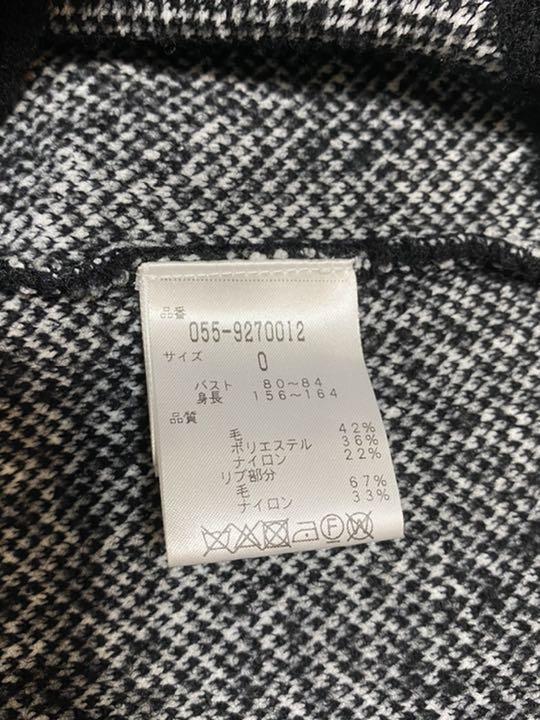 品番
055-9270012
サイズ
0
バスト 80～84
身長 156～164
品質
毛 42%
ポリエステル 36%
ナイロン 22%
リブ部分
毛 67%
ナイロン 33%